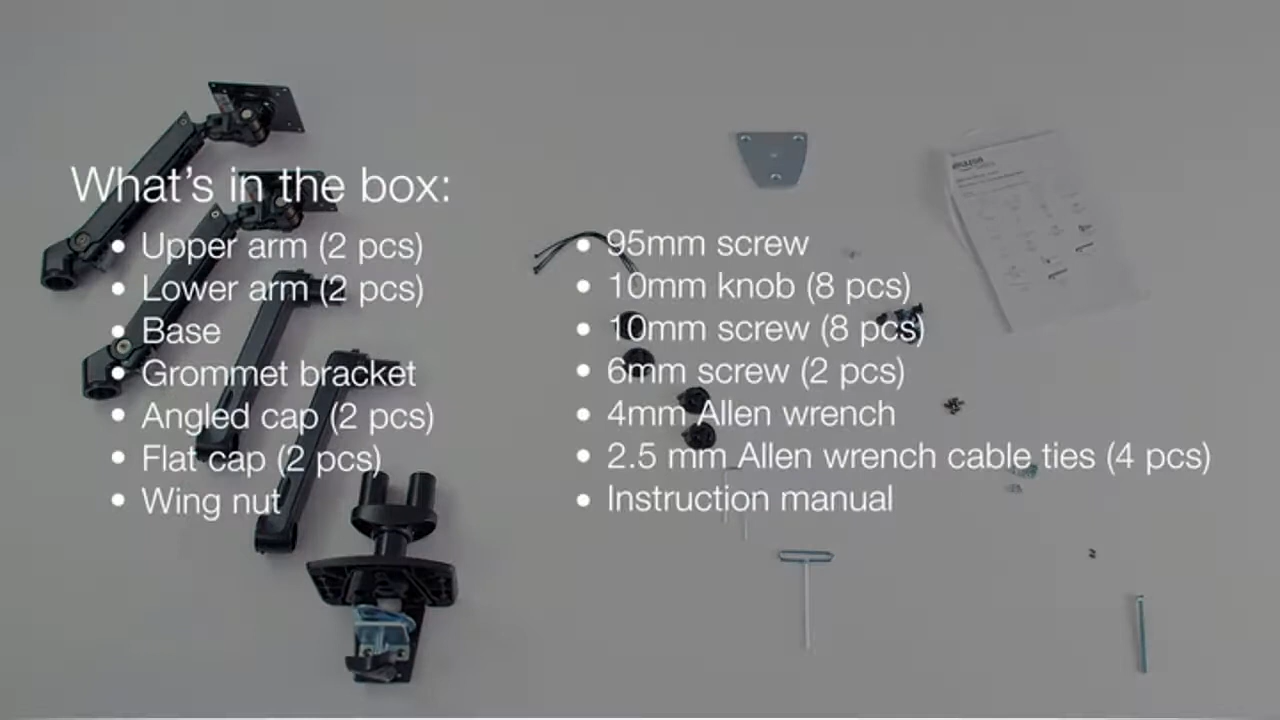 What's in the box:
• Upper arm (2 pcs)
• Lower arm (2 pcs)
• Base
• Grommet bracket
• Angled cap (2 pcs)
• Flat cap (2 pcs)
• Wing nut
• 95mm screw
• 10mm knob (8 pcs)
• 10mm screw (8 pcs)
• 6mm screw (2 pcs)
• 4mm Allen wrench
• 2.5 mm Allen wrench cable ties (4 pcs)
• Instruction manual
amazon